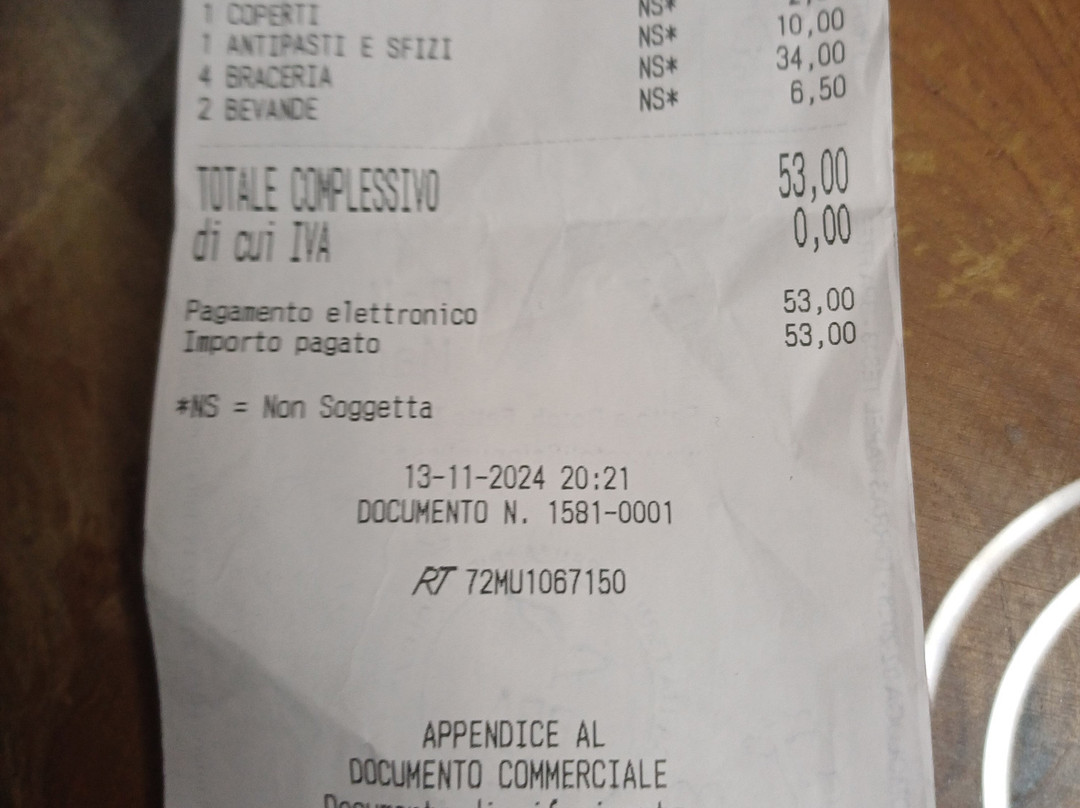 1 COPERTI NS*
1 ANTIPASTI E SFIZI NS* 10,00
4 BRACERIA NS* 34,00
2 BEVANDE NS* 6,50
TOTALE COMPLESSIVO 53,00
di cui IVA 0,00
Pagamento elettronico 53,00
Importo pagato 53,00
*NS = Non Soggetta
13-11-2024 20:21
DOCUMENTO N. 1581-0001
RT 72MU1067150
APPENDICE AL
DOCUMENTO COMMERCIALE